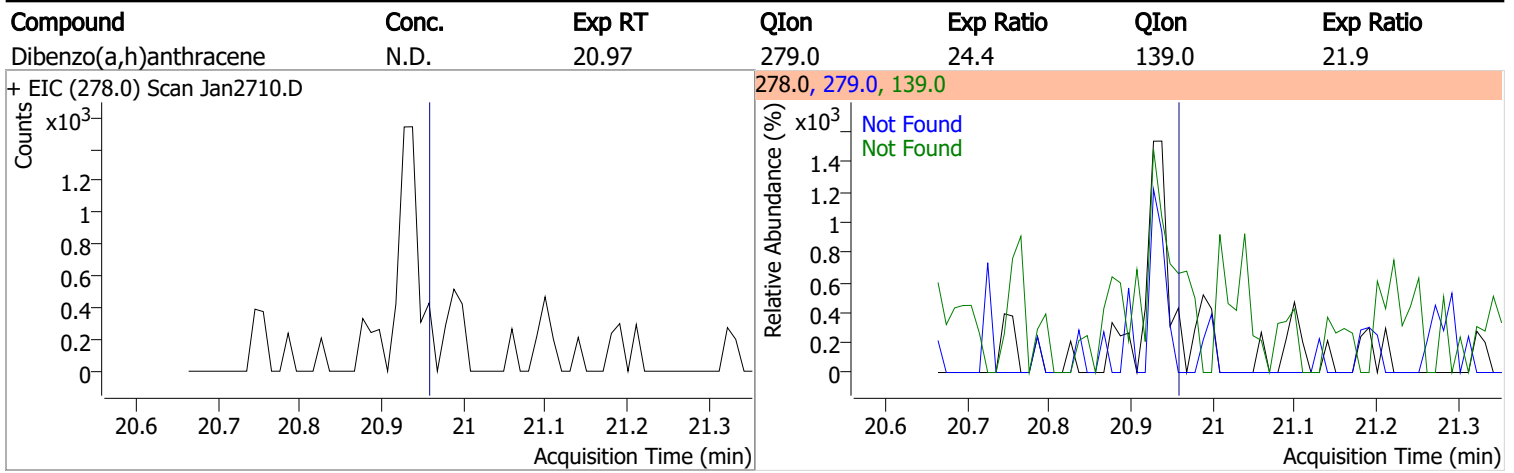 Compound Conc. Exp RT QIon Exp Ratio QIon Exp Ratio
Dibenzo(a,h)anthracene N.D. 20.97 279.0 24.4 139.0 21.9
+ EIC (278.0) Scan Jan2710.D
Counts
x10³
1.2
1
0.8
0.6
0.4
0.2
0
20.6 20.7 20.8 20.9 21 21.1 21.2 21.3
Acquisition Time (min)
278.0, 279.0, 139.0
Relative Abundance (%)
x10³
Not Found
Not Found
1.4
1.2
1
0.8
0.6
0.4
0.2
0
20.6 20.7 20.8 20.9 21 21.1 21.2 21.3
Acquisition Time (min)